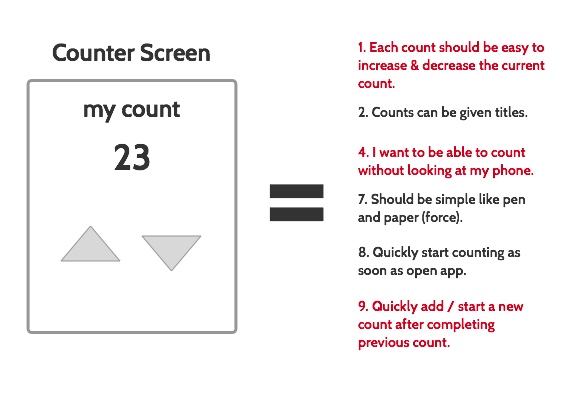 Counter Screen
my count
23
1. Each count should be easy to
increase & decrease the current
count.
2. Counts can be given titles.
4. I want to be able to count
without looking at my phone.
7. Should be simple like pen
and paper (force).
8. Quickly start counting as
soon as open app.
9. Quickly add / start a new
count after completing
previous count.